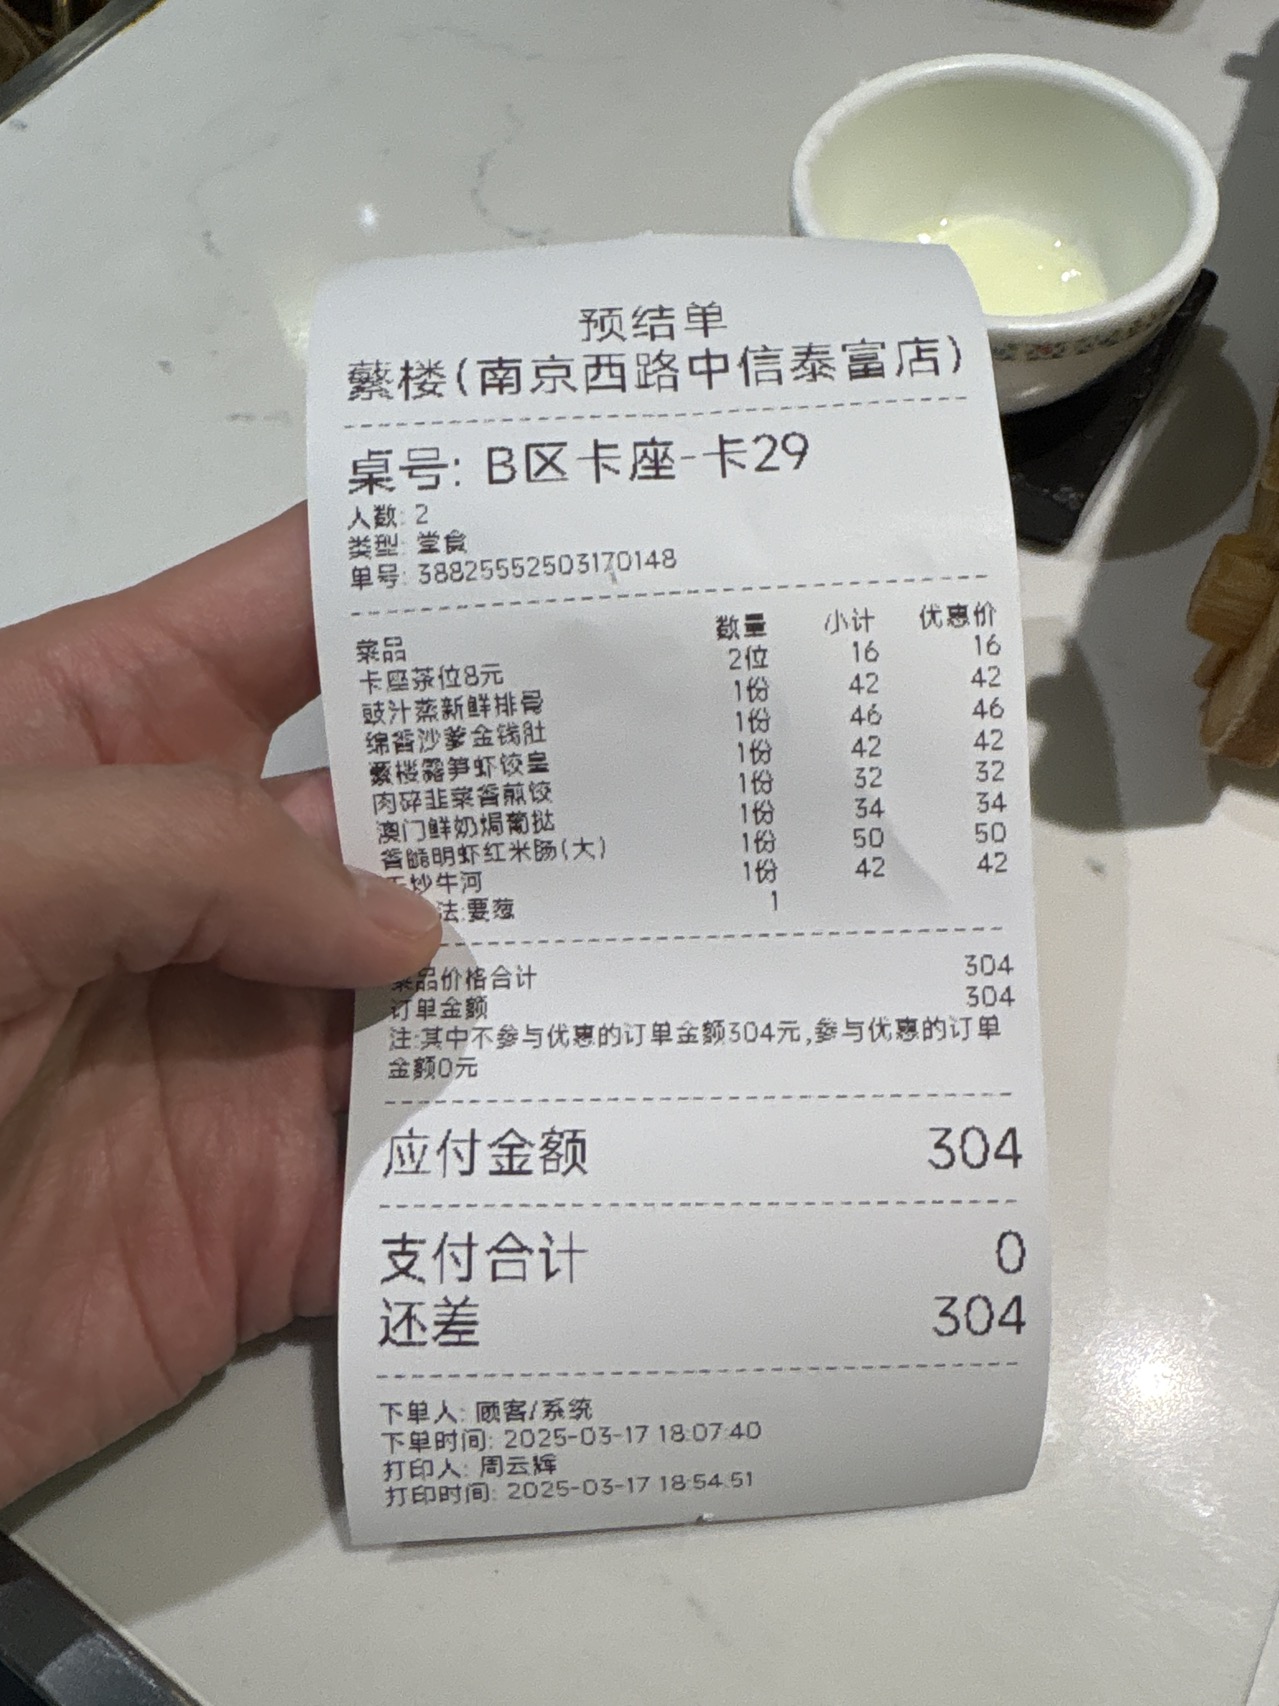 预结单
蘩楼(南京西路中信泰富店)
桌号: B区卡座-卡29
人数: 2
类型: 堂食
单号: 38825552503170148
菜品 数量 小计 优惠价
卡座茶位8元 2位 16 16
豉汁蒸新鲜排骨 1份 42 42
绵香沙爹金钱肚 1份 46 46
蘩楼露笋虾饺皇 1份 42 42
肉碎韭菜香煎饺 1份 32 32
澳门鲜奶焗葡挞 1份 34 34
香脆明虾红米肠(大) 1份 50 50
干炒牛河 1份 42 42
法:要葱 1
菜品价格合计 304
订单金额 304
注:其中不参与优惠的订单金额304元,参与优惠的订单
金额0元
应付金额 304
支付合计 0
还差 304
下单人: 顾客/系统
下单时间: 2025-03-17 18:07:40
打印人: 周云辉
打印时间: 2025-03-17 18:54:51